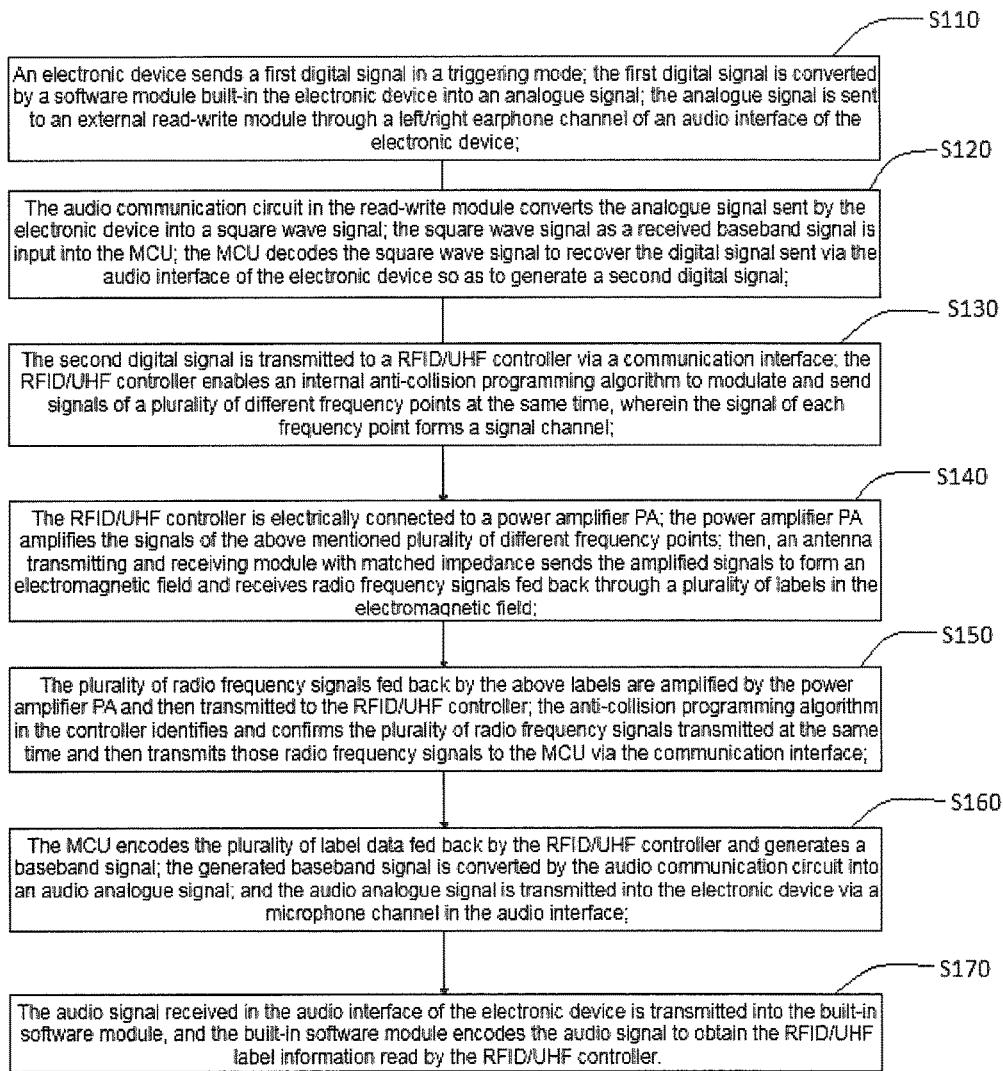 S110
An electronic device sends a first digital signal in a triggering mode; the first digital signal is converted
by a software module built-in the electronic device into an analogue signal; the analogue signal is sent
to an external read-write module through a left/right earphone channel of an audio interface of the
electronic device;
S120
The audio communication circuit in the read-write module converts the analogue signal sent by the
electronic device into a square wave signal; the square wave signal as a received baseband signal is
input into the MCU; the MCU decodes the square wave signal to recover the digital signal sent via the
audio interface of the electronic device so as to generate a second digital signal;
S130
The second digital signal is transmitted to a RFID/UHF controller via a communication interface; the
RFID/UHF controller enables an internal anti-collision programming algorithm to modulate and send
signals of a plurality of different frequency points at the same time, wherein the signal of each
frequency point forms a signal channel;
S140
The RFID/UHF controller is electrically connected to a power amplifier PA; the power amplifier PA
amplifies the signals of the above mentioned plurality of different frequency points; then, an antenna
transmitting and receiving module with matched impedance sends the amplified signals to form an
electromagnetic field and receives radio frequency signals fed back through a plurality of labels in the
electromagnetic field;
S150
The plurality of radio frequency signals fed back by the above labels are amplified by the power
amplifier PA and then transmitted to the RFID/UHF controller; the anti-collision programming algorithm
in the controller identifies and confirms the plurality of radio frequency signals transmitted at the same
time and then transmits those radio frequency signals to the MCU via the communication interface;
S160
The MCU encodes the plurality of label data fed back by the RFID/UHF controller and generates a
baseband signal; the generated baseband signal is converted by the audio communication circuit into
an audio analogue signal; and the audio analogue signal is transmitted into the electronic device via a
microphone channel in the audio interface;
S170
The audio signal received in the audio interface of the electronic device is transmitted into the built-in
software module, and the built-in software module encodes the audio signal to obtain the RFID/UHF
label information read by the RFID/UHF controller.